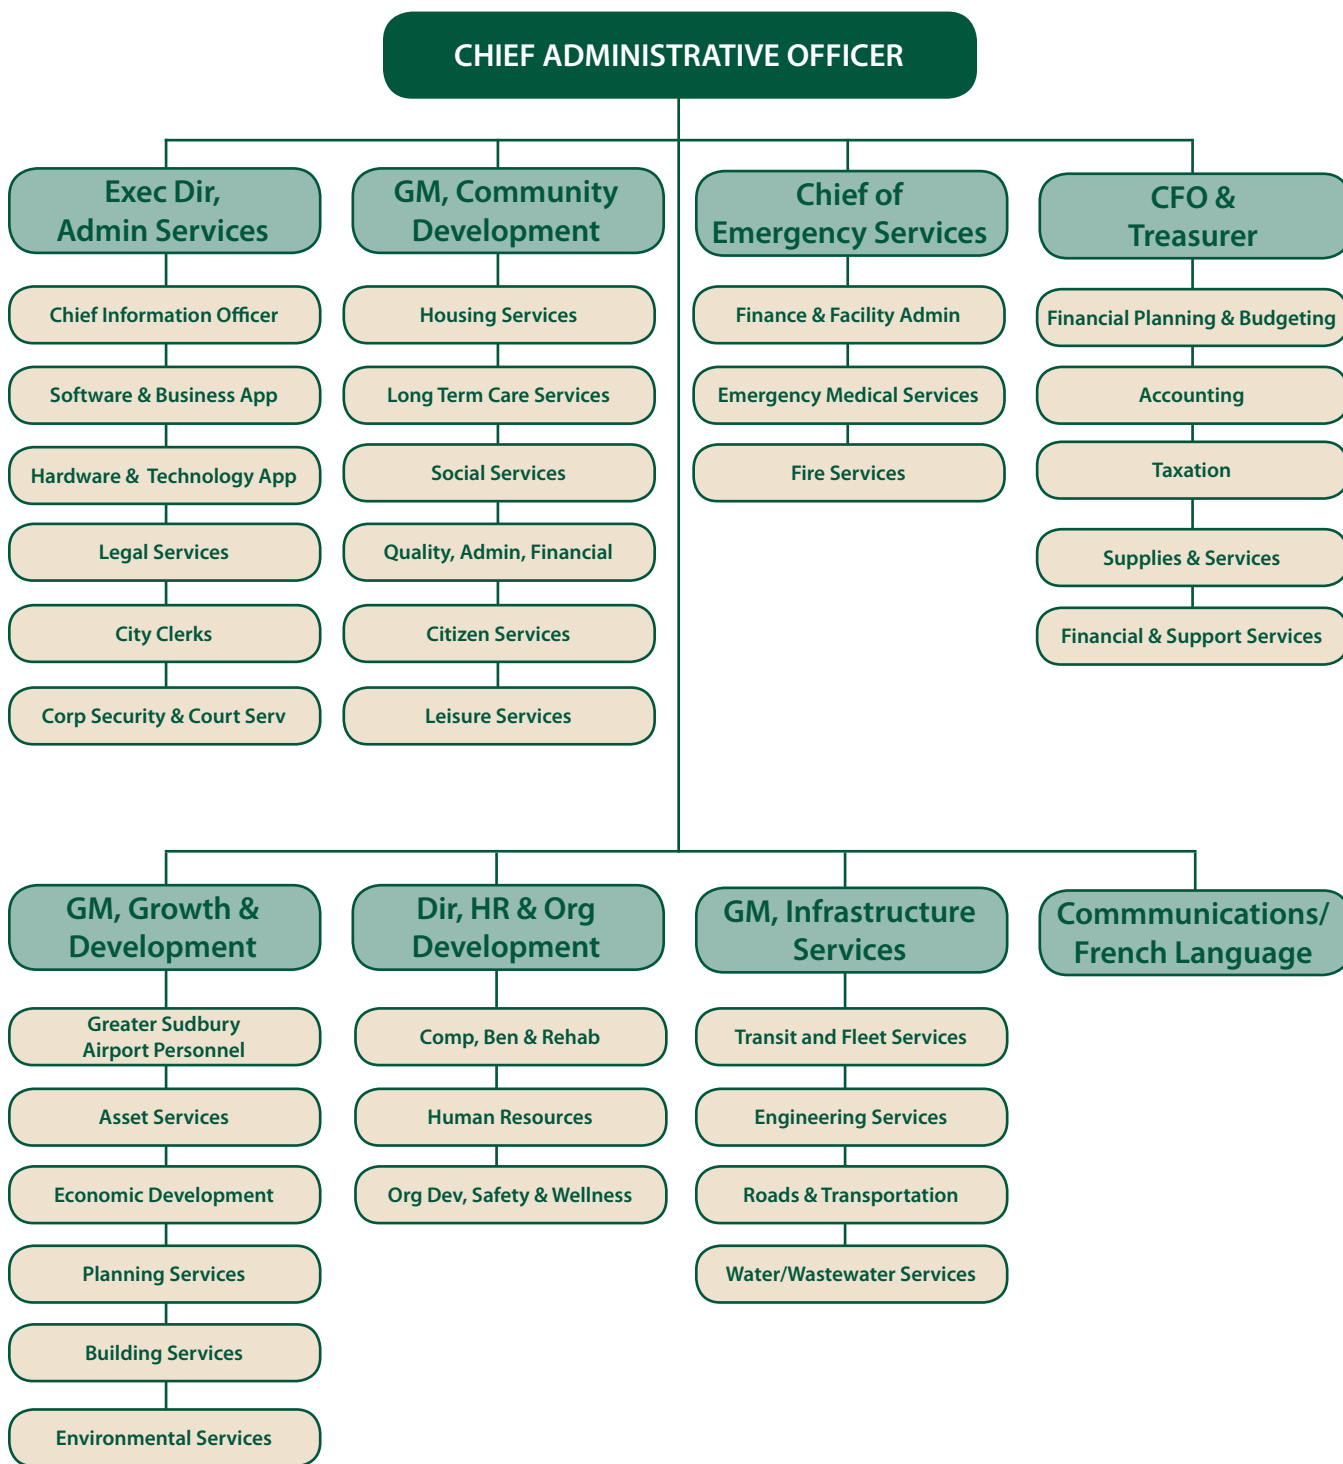 CHIEF ADMINISTRATIVE OFFICER
Exec Dir,
Admin Services
Chief Information Officer
Software & Business App
Hardware & Technology App
Legal Services
City Clerks
Corp Security & Court Serv
GM, Community
Development
Housing Services
Long Term Care Services
Social Services
Quality, Admin, Financial
Citizen Services
Leisure Services
Chief of
Emergency Services
Finance & Facility Admin
Emergency Medical Services
Fire Services
CFO &
Treasurer
Financial Planning & Budgeting
Accounting
Taxation
Supplies & Services
Financial & Support Services
GM, Growth &
Development
Greater Sudbury
Airport Personnel
Asset Services
Economic Development
Planning Services
Building Services
Environmental Services
Dir, HR & Org
Development
Comp, Ben & Rehab
Human Resources
Org Dev, Safety & Wellness
GM, Infrastructure
Services
Transit and Fleet Services
Engineering Services
Roads & Transportation
Water/Wastewater Services
Commmunications/
French Language